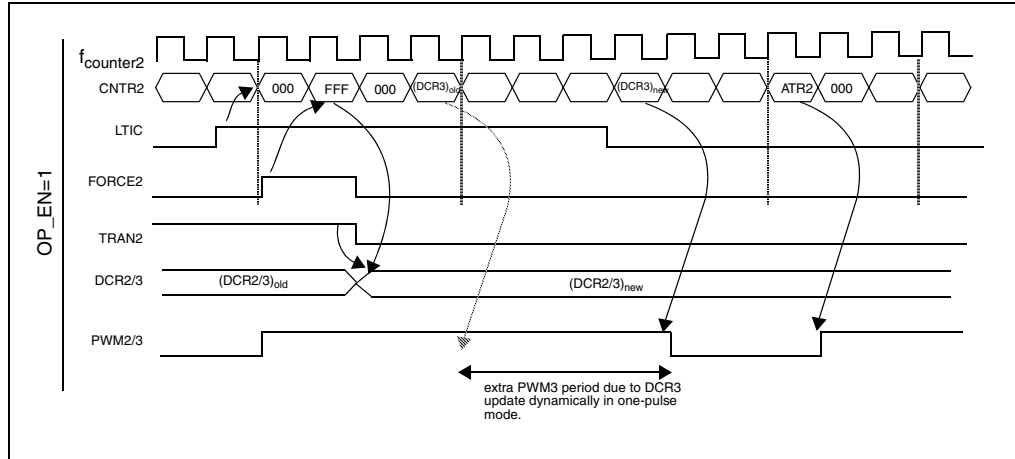 f counter2
CNTR2 000 FFF 000 (DCR3)old (DCR3)new ATR2 000
LTIC
FORCE2
TRAN2
DCR2/3 (DCR2/3)old (DCR2/3)new
PWM2/3
OP_EN=1
extra PWM3 period due to DCR3
update dynamically in one-pulse
mode.